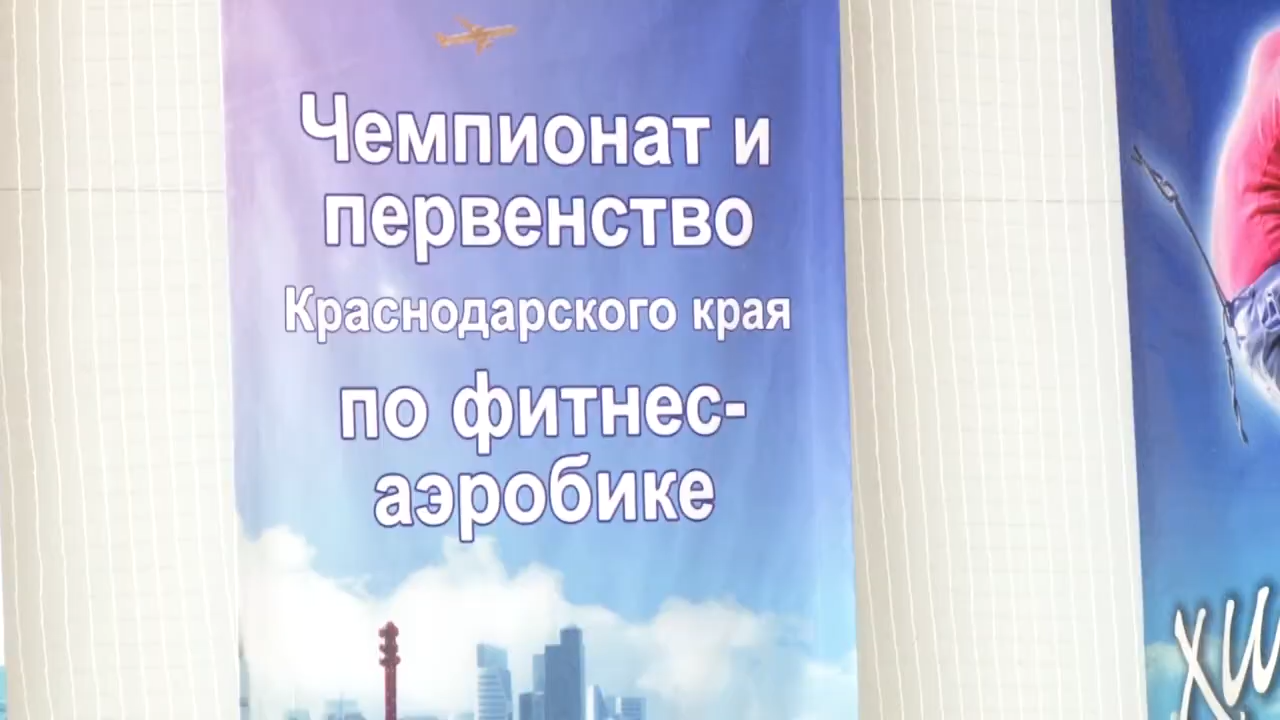 Чемпионат и
первенство
Краснодарского края
по фитнес-
аэробике